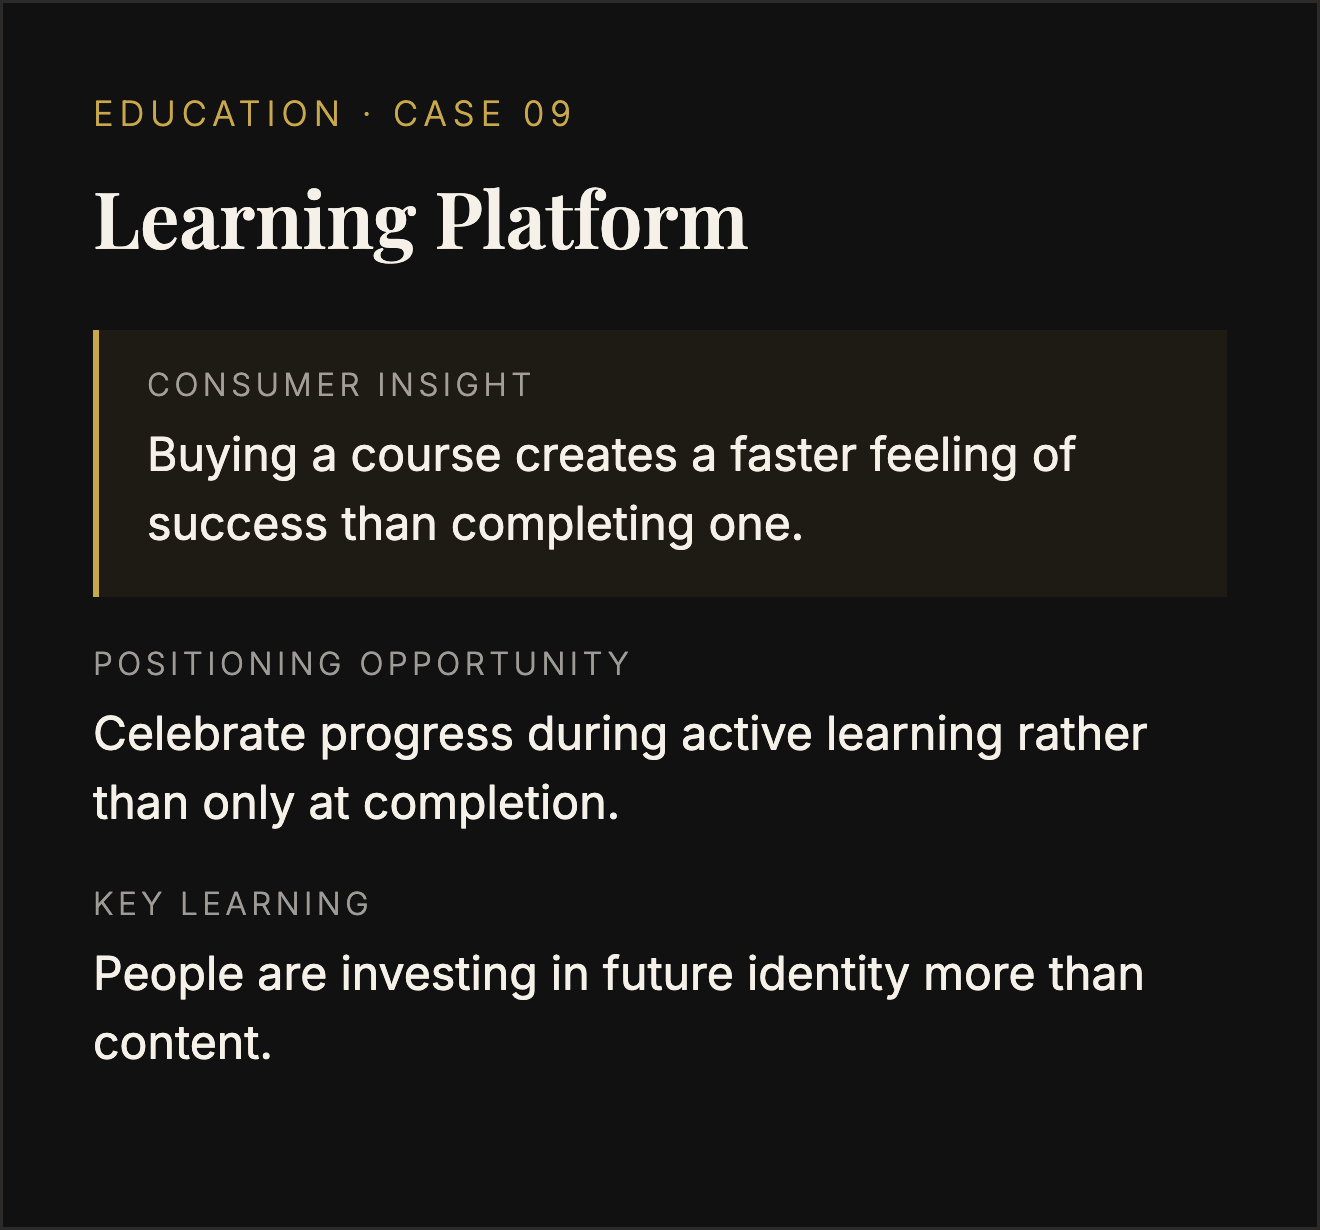 EDUCATION · CASE 09
Learning Platform
CONSUMER INSIGHT
Buying a course creates a faster feeling of
success than completing one.
POSITIONING OPPORTUNITY
Celebrate progress during active learning rather
than only at completion.
KEY LEARNING
People are investing in future identity more than
content.